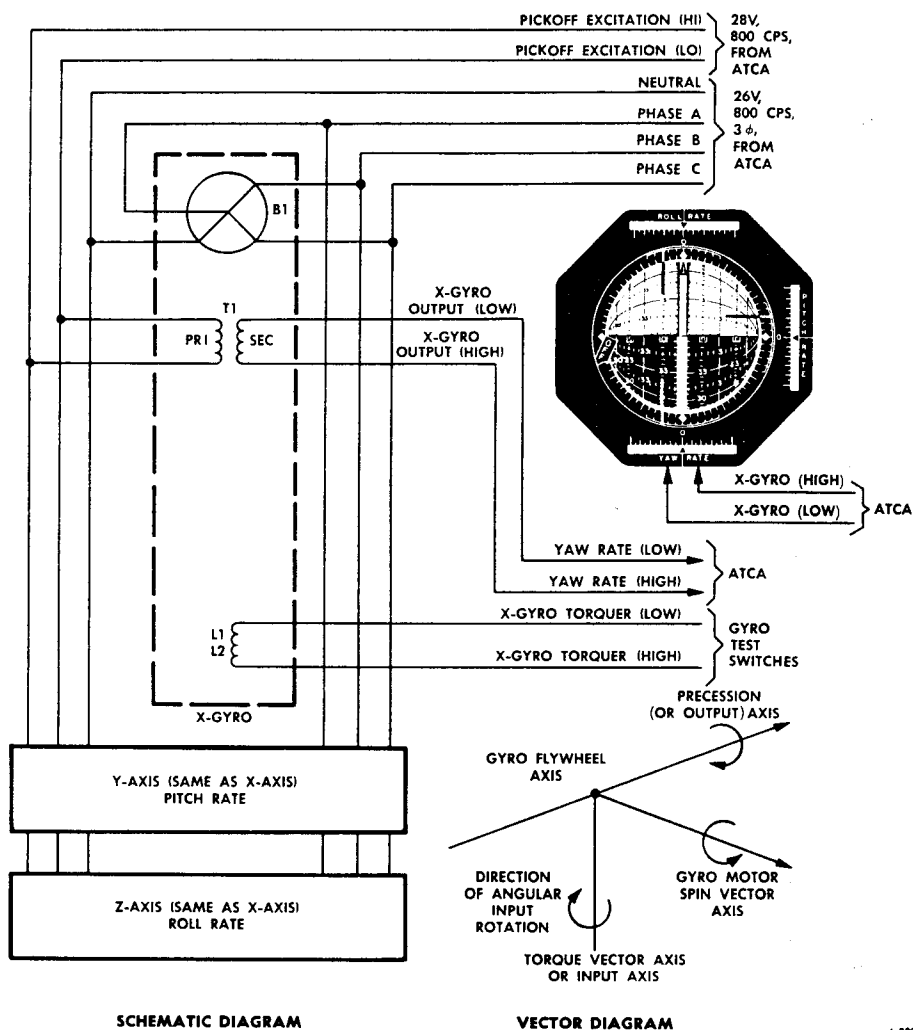 PICKOFF EXCITATION (HI)
PICKOFF EXCITATION (LO)
28V,
800 CPS,
FROM
ATCA
NEUTRAL
PHASE A
PHASE B
PHASE C
26V,
800 CPS,
3 ϕ,
FROM
ATCA
B1
T1
PRI
SEC
X-GYRO
OUTPUT (LOW)
X-GYRO
OUTPUT (HIGH)
ROLL RATE
0
PITCH RATE
0
0
YAW RATE
X-GYRO (HIGH)
X-GYRO (LOW)
ATCA
YAW RATE (LOW)
YAW RATE (HIGH)
ATCA
L1
L2
X-GYRO TORQUER (LOW)
X-GYRO TORQUER (HIGH)
GYRO
TEST
SWITCHES
X-GYRO
Y-AXIS (SAME AS X-AXIS)
PITCH RATE
Z-AXIS (SAME AS X-AXIS)
ROLL RATE
PRECESSION
(OR OUTPUT) AXIS
GYRO FLYWHEEL
AXIS
DIRECTION
OF ANGULAR
INPUT
ROTATION
GYRO MOTOR
SPIN VECTOR
AXIS
TORQUE VECTOR AXIS
OR INPUT AXIS
SCHEMATIC DIAGRAM
VECTOR DIAGRAM